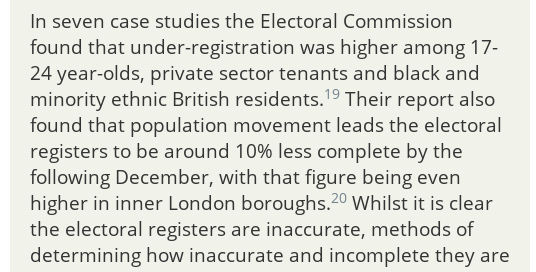 In seven case studies the Electoral Commission
found that under-registration was higher among 17-
24 year-olds, private sector tenants and black and
minority ethnic British residents.19 Their report also
found that population movement leads the electoral
registers to be around 10% less complete by the
following December, with that figure being even
higher in inner London boroughs.20 Whilst it is clear
the electoral registers are inaccurate, methods of
determining how inaccurate and incomplete they are